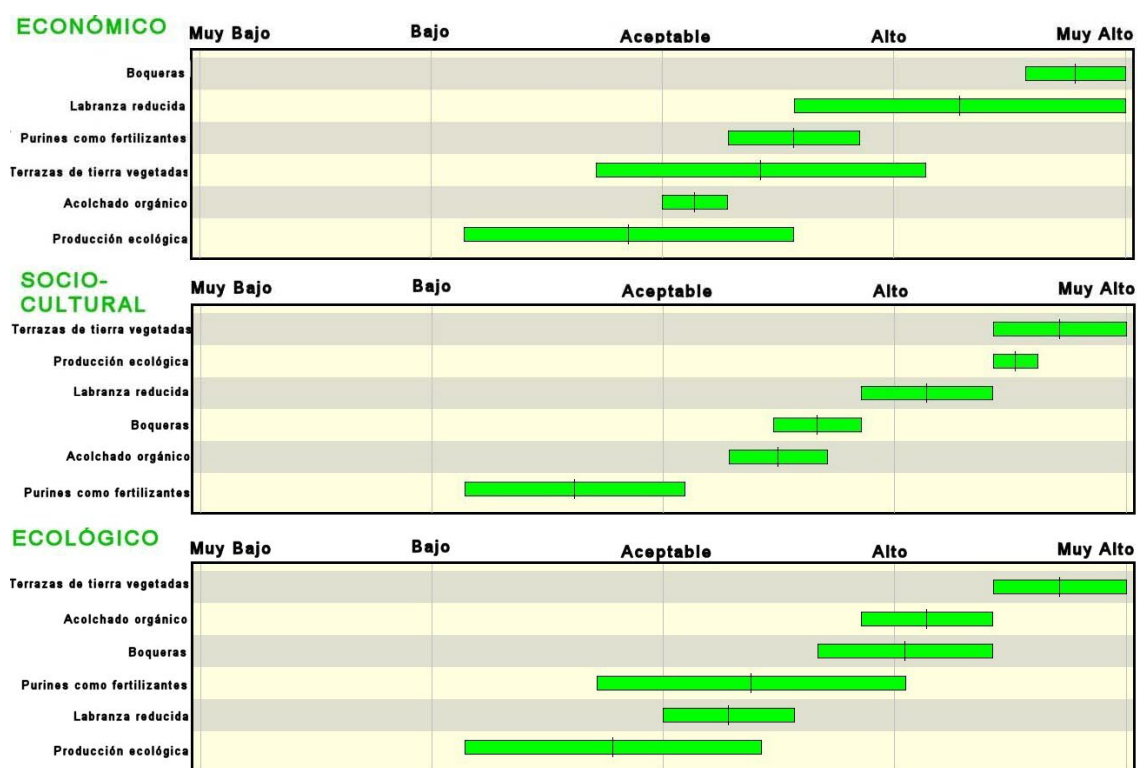 ECONÓMICO
Muy Bajo Bajo Aceptable Alto Muy Alto
Boqueras
Labranza reducida
Purines como fertilizantes
Terrazas de tierra vegetadas
Acolchado orgánico
Producción ecológica
SOCIO-
CULTURAL
Muy Bajo Bajo Aceptable Alto Muy Alto
Terrazas de tierra vegetadas
Producción ecológica
Labranza reducida
Boqueras
Acolchado orgánico
Purines como fertilizantes
ECOLÓGICO
Muy Bajo Bajo Aceptable Alto Muy Alto
Terrazas de tierra vegetadas
Acolchado orgánico
Boqueras
Purines como fertilizantes
Labranza reducida
Producción ecológica